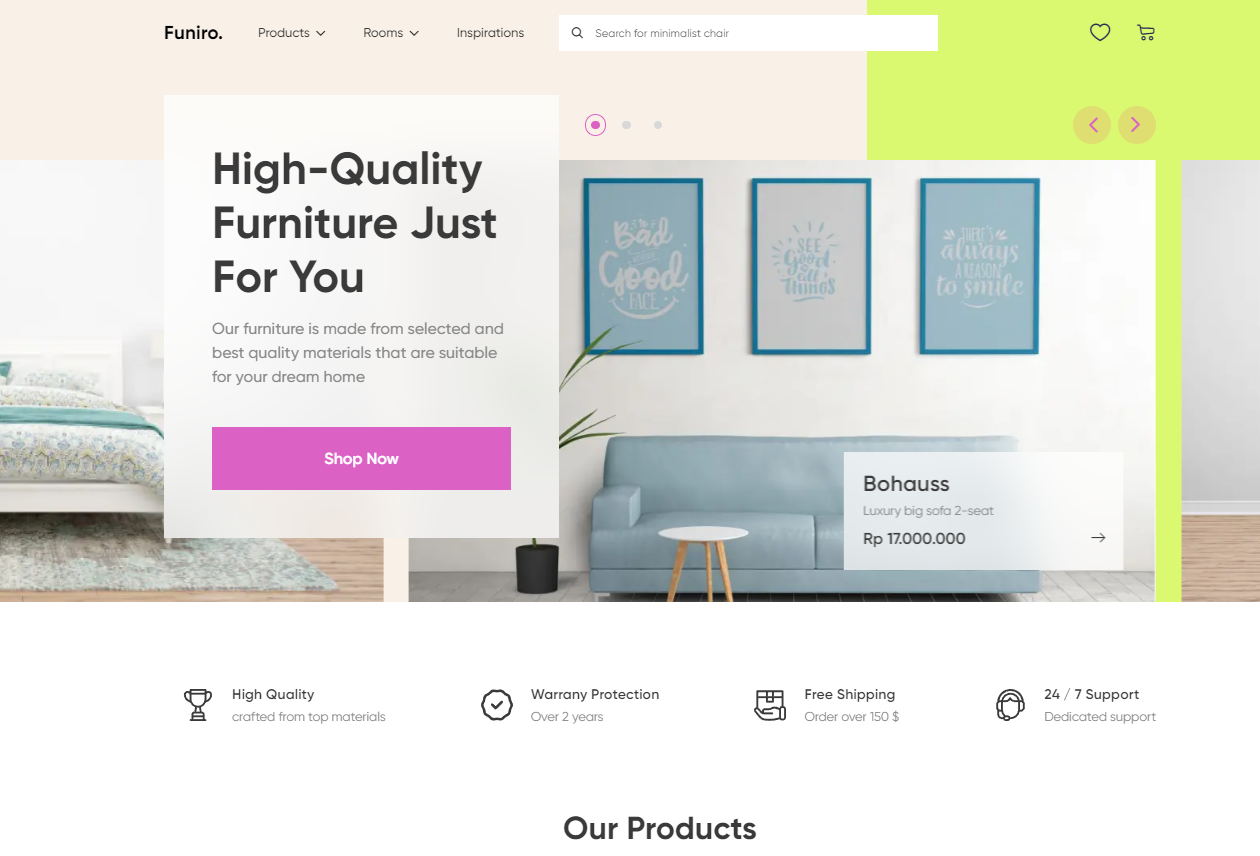 Funiro.
Products
Rooms
Inspirations
Search for minimalist chair
High-Quality
Furniture Just
For You
Our furniture is made from selected and
best quality materials that are suitable
for your dream home
Shop Now
Bad
Good
FACE
SEE
Good
all
THINGS
THERE'S
always
A REASON
to smile
Bohauss
Luxury big sofa 2-seat
Rp 17.000.000
High Quality
crafted from top materials
Warrany Protection
Over 2 years
Free Shipping
Order over 150 $
24 / 7 Support
Dedicated support
Our Products